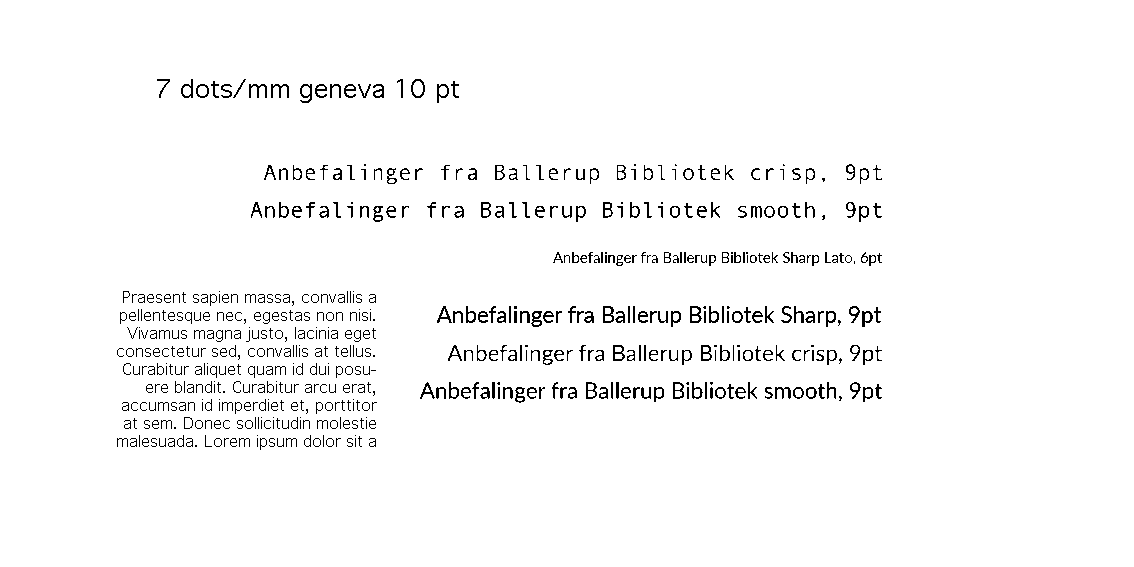 7 dots/mm geneva 10 pt
Anbefalinger fra Ballerup Bibliotek crisp, 9pt
Anbefalinger fra Ballerup Bibliotek smooth, 9pt
Anbefalinger fra Ballerup Bibliotek Sharp Lato, 6pt
Praesent sapien massa, convallis a
pellentesque nec, egestas non nisi.
Vivamus magna justo, lacinia eget
consectetur sed, convallis at tellus.
Curabitur aliquet quam id dui posu-
ere blandit. Curabitur arcu erat,
accumsan id imperdiet et, porttitor
at sem. Donec sollicitudin molestie
malesuada. Lorem ipsum dolor sit a
Anbefalinger fra Ballerup Bibliotek Sharp, 9pt
Anbefalinger fra Ballerup Bibliotek crisp, 9pt
Anbefalinger fra Ballerup Bibliotek smooth, 9pt